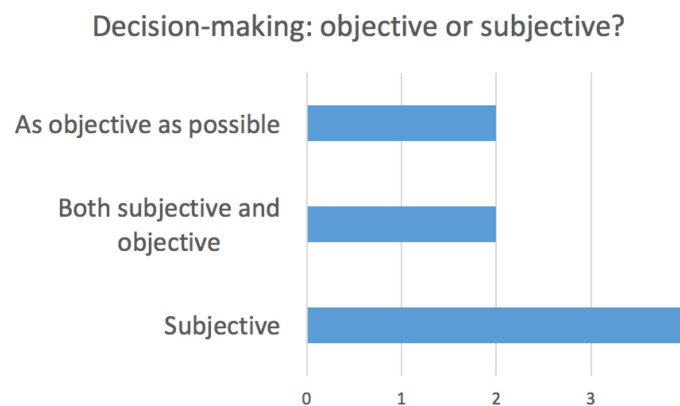 Decision-making: objective or subjective?
As objective as possible
Both subjective and
objective
Subjective
0 1 2 3